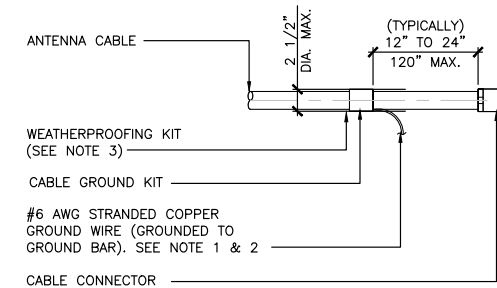 ANTENNA CABLE
2 1/2"
DIA. MAX.
(TYPICALLY)
12" TO 24"
120" MAX.
WEATHERPROOFING KIT
(SEE NOTE 3)
CABLE GROUND KIT
#6 AWG STRANDED COPPER
GROUND WIRE (GROUNDED TO
GROUND BAR). SEE NOTE 1 & 2
CABLE CONNECTOR